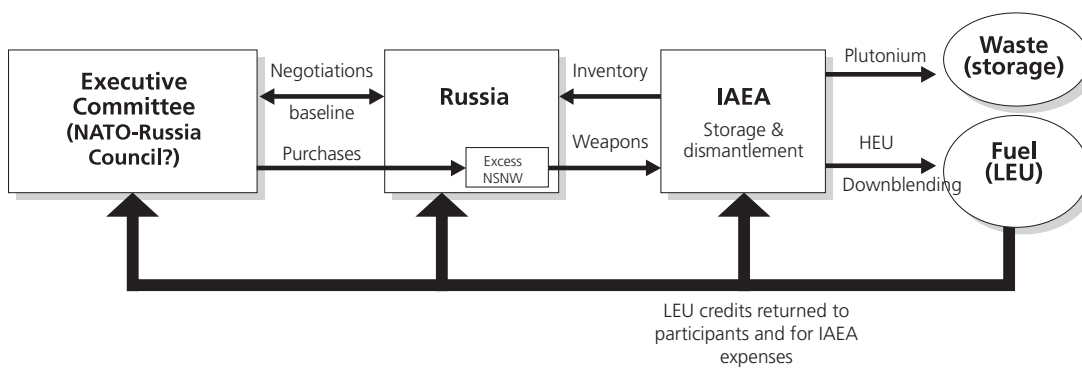 Executive
Committee
(NATO-Russia
Council?)
Negotiations
baseline
Purchases
Russia
Excess
NSNW
Inventory
Weapons
IAEA
Storage &
dismantlement
Plutonium
HEU
Downblending
Waste
(storage)
Fuel
(LEU)
LEU credits returned to
participants and for IAEA
expenses